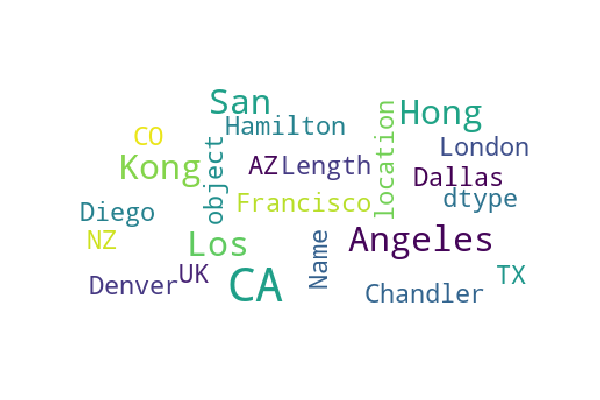 San
Hong
CO
Hamilton
location
London
Kong
object
AZ
Length
Dallas
dtype
Diego
Francisco
NZ
Los
Angeles
Name
UK
TX
Denver
CA
Chandler